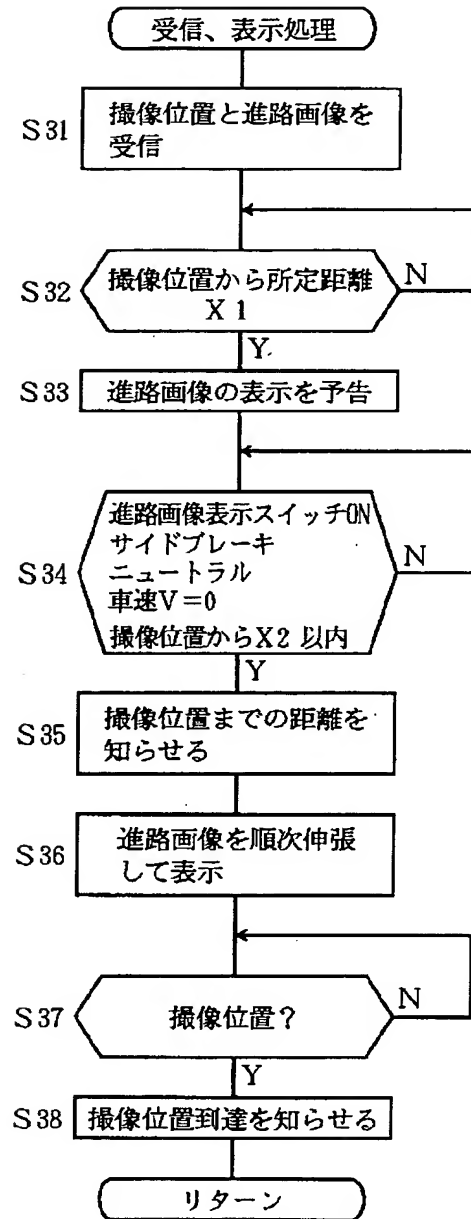 受信、表示処理
S31
撮像位置と進路画像を
受信
S32
撮像位置から所定距離
X1
N
Y
S33
進路画像の表示を予告
S34
進路画像表示スイッチON
サイドブレーキ
ニュートラル
車速V=0
撮像位置からX2以内
N
Y
S35
撮像位置までの距離を
知らせる
S36
進路画像を順次伸張
して表示
S37
撮像位置?
N
Y
S38
撮像位置到達を知らせる
リターン